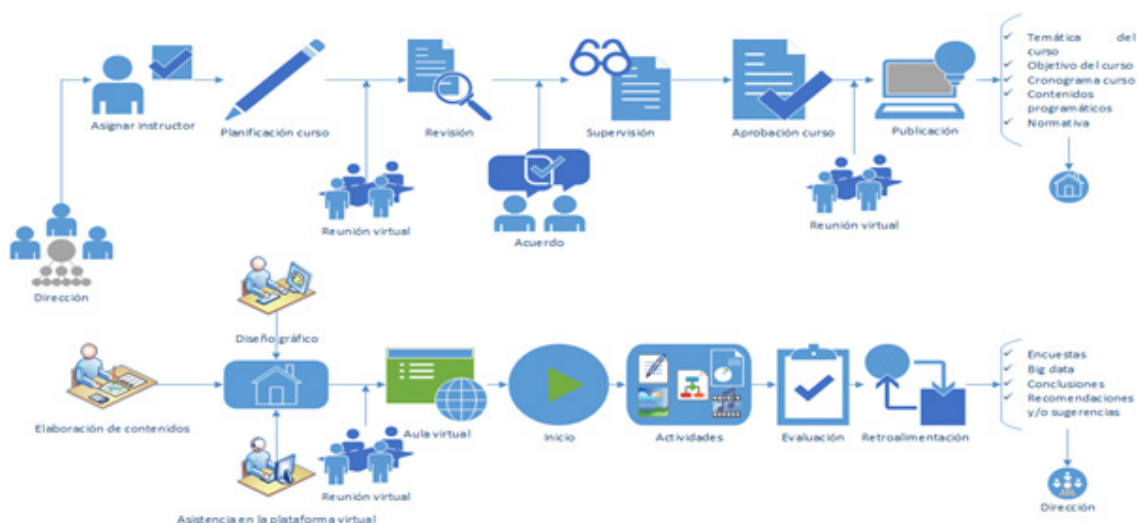 Asignar instructor
Planificación curso
Revisión
Supervisión
Aprobación curso
Publicación
Temática del
curso
Objetivo del curso
Cronograma curso
Contenidos
programáticos
Normativa
Reunión virtual
Acuerdo
Reunión virtual
Dirección
Diseño gráfico
Elaboración de contenidos
Aula virtual
Inicio
Actividades
Evaluación
Retroalimentación
Encuestas
Big data
Conclusiones
Recomendaciones
y/o sugerencias
Reunión virtual
Asistencia en la plataforma virtual
Dirección